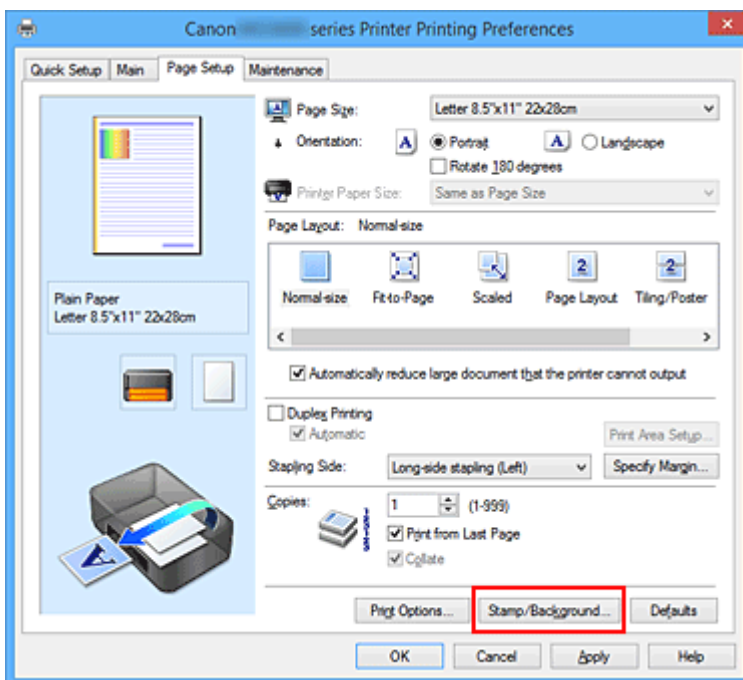 Canon series Printer Printing Preferences
Quick Setup Main Page Setup Maintenance
Page Size: Letter 8.5"x11" 22x28cm
Orientation: A Portrait A Landscape
Rotate 180 degrees
Printer Paper Size: Same as Page Size
Page Layout: Normal-size
2 2
Normal-size Fit-to-Page Scaled Page Layout Tiling/Poster
Plain Paper
Letter 8.5"x11" 22x28cm
Automatically reduce large document that the printer cannot output
Duplex Printing
Automatic
Print Area Setup...
Stapling Side: Long-side stapling (Left) Specify Margin...
Copies: 1 (1-999)
Print from Last Page
Collate
A
Print Options... Stamp/Background... Defaults
OK Cancel Apply Help